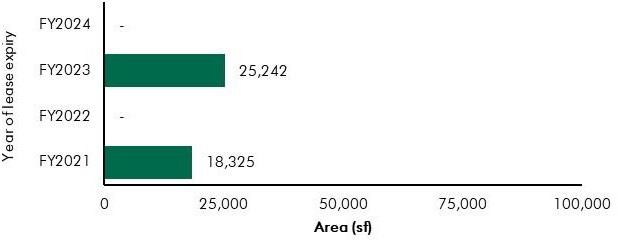 Year of lease expiry
FY2024 -
FY2023 25,242
FY2022 -
FY2021 18,325
0 25,000 50,000 75,000 100,000
Area (sf)